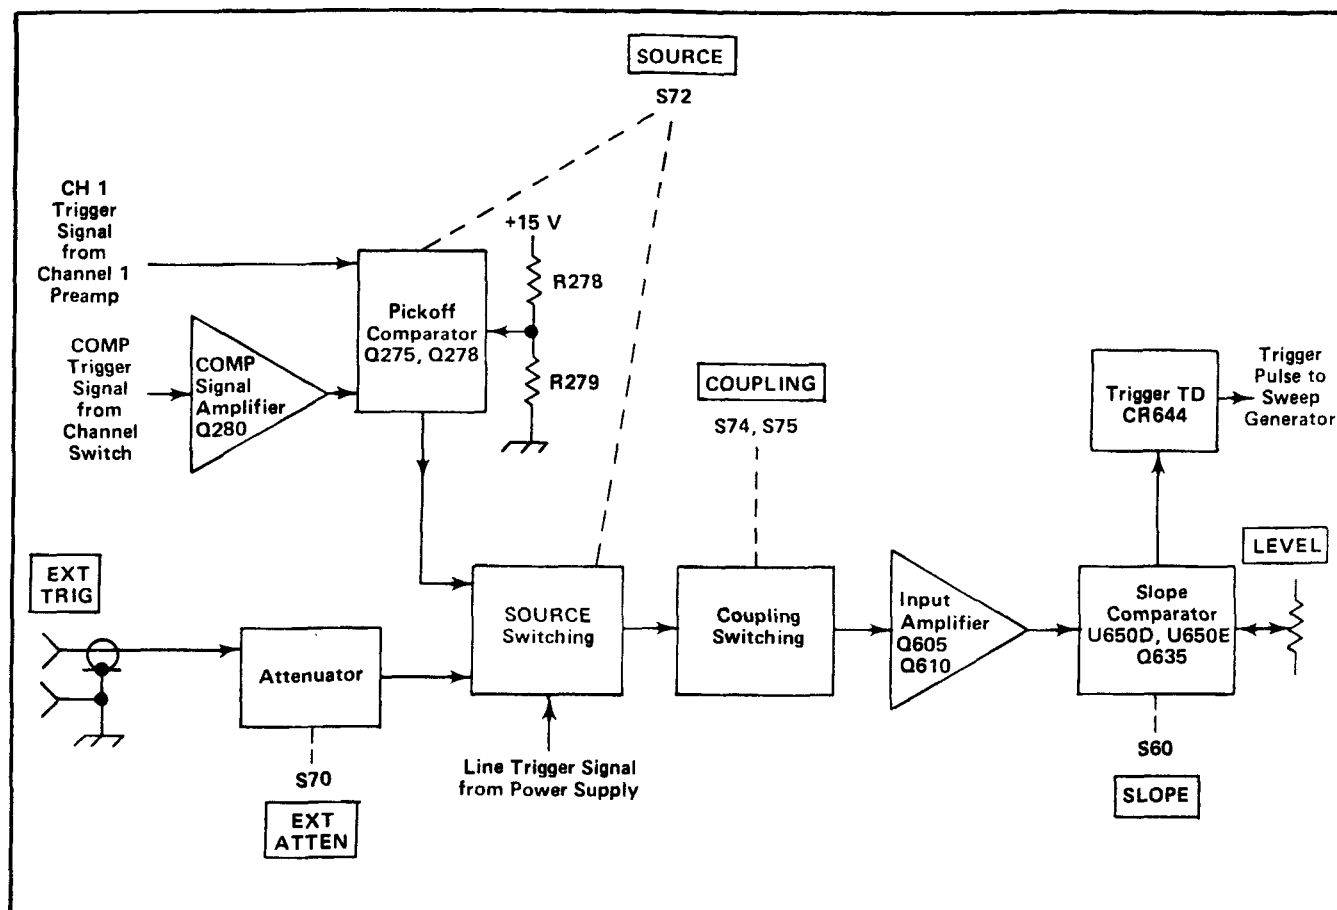 SOURCE
S72
CH 1
Trigger
Signal
from
Channel 1
Preamp
+15 V
R278
Pickoff
Comparator
Q275, Q278
R279
COMP
Trigger
Signal
from
Channel
Switch
COMP
Signal
Amplifier
Q280
COUPLING
S74, S75
Trigger TD
CR644
Trigger
Pulse to
Sweep
Generator
EXT
TRIG
Attenuator
S70
EXT
ATTEN
SOURCE
Switching
Line Trigger Signal
from Power Supply
Coupling
Switching
Input
Amplifier
Q605
Q610
Slope
Comparator
U650D, U650E
Q635
LEVEL
S60
SLOPE